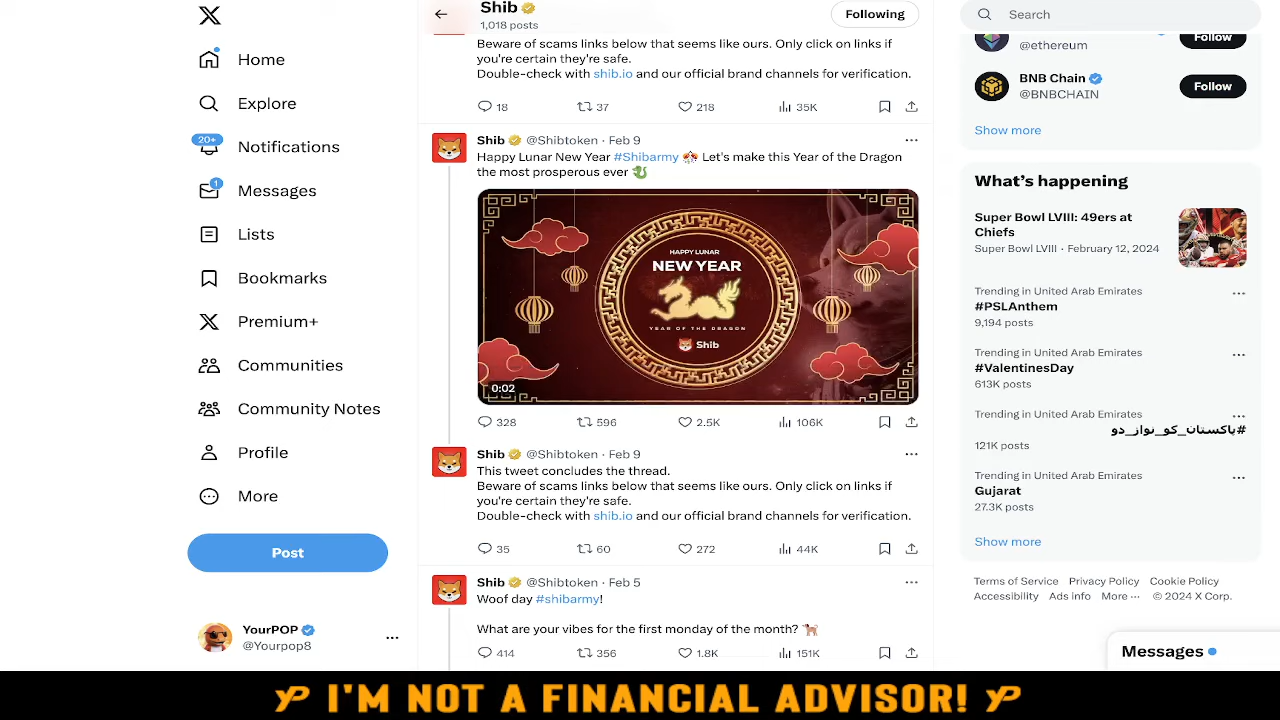 Home
Explore
20+
Notifications
1
Messages
Lists
Bookmarks
Premium+
Communities
Community Notes
Profile
More
Post
YourPOP
@Yourpop8
Shib
1,018 posts
Following
Beware of scams links below that seems like ours. Only click on links if
you're certain they're safe.
Double-check with shib.io and our official brand channels for verification.
18 37 218 35K
Shib @Shibtoken · Feb 9
Happy Lunar New Year #Shibarmy Let's make this Year of the Dragon
the most prosperous ever
HAPPY LUNAR
NEW YEAR
YEAR OF THE DRAGON
Shib
0:02
328 596 2.5K 106K
Shib @Shibtoken · Feb 9
This tweet concludes the thread.
Beware of scams links below that seems like ours. Only click on links if
you're certain they're safe.
Double-check with shib.io and our official brand channels for verification.
35 60 272 44K
Shib @Shibtoken · Feb 5
Woof day #shibarmy!
What are your vibes for the first monday of the month?
414 356 1.8K 151K
Search
@ethereum
Follow
BNB Chain
@BNBCHAIN
Follow
Show more
What's happening
Super Bowl LVIII: 49ers at
Chiefs
Super Bowl LVIII · February 12, 2024
Trending in United Arab Emirates
#PSLAnthem
9,194 posts
Trending in United Arab Emirates
#ValentinesDay
613K posts
Trending in United Arab Emirates
#پاکستان_کو_نواز_دو
121K posts
Trending in United Arab Emirates
Gujarat
27.3K posts
Show more
Terms of Service Privacy Policy Cookie Policy
Accessibility Ads info More ··· © 2024 X Corp.
Messages
YP I'M NOT A FINANCIAL ADVISOR! YP